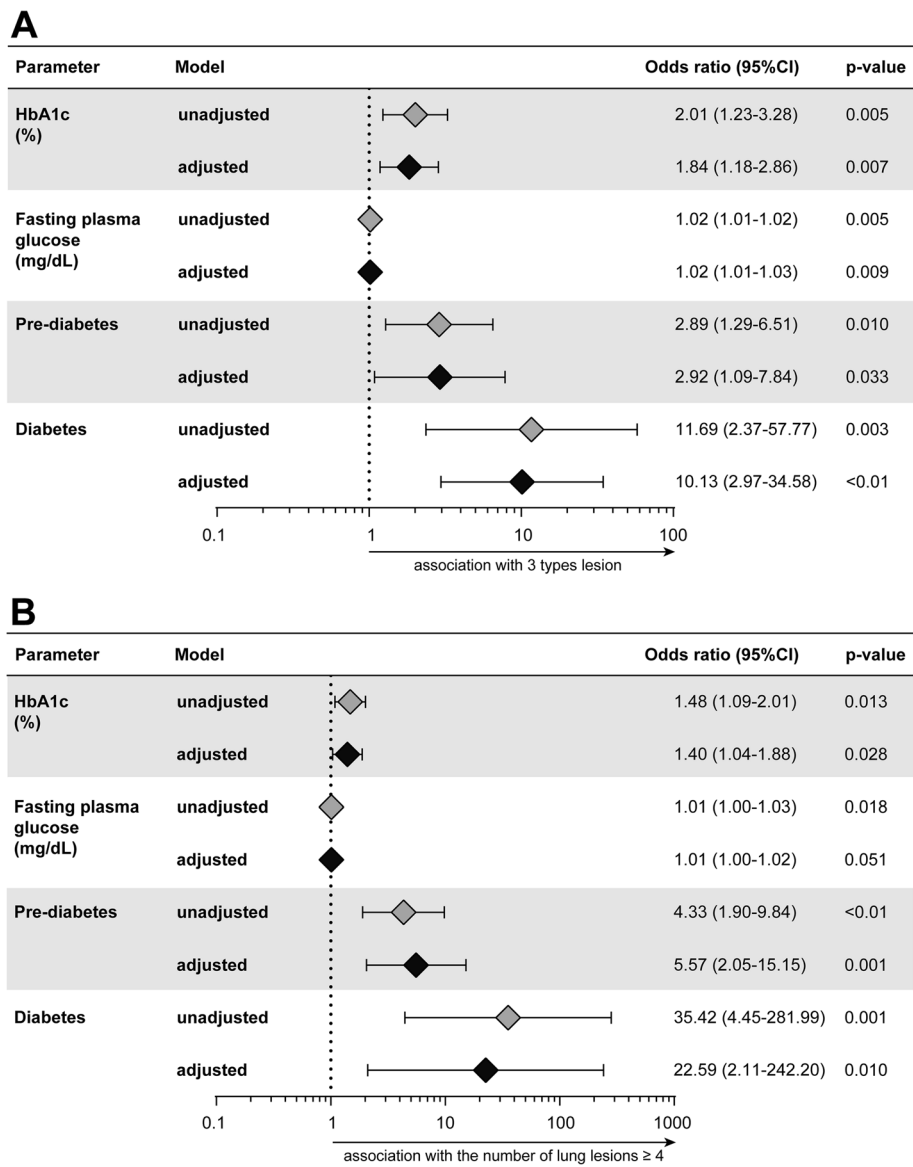 A
Parameter Model Odds ratio (95%CI) p-value
HbA1c unadjusted 2.01 (1.23-3.28) 0.005
(%)
adjusted 1.84 (1.18-2.86) 0.007
Fasting plasma unadjusted 1.02 (1.01-1.02) 0.005
glucose
(mg/dL) adjusted 1.02 (1.01-1.03) 0.009
Pre-diabetes unadjusted 2.89 (1.29-6.51) 0.010
adjusted 2.92 (1.09-7.84) 0.033
Diabetes unadjusted 11.69 (2.37-57.77) 0.003
adjusted 10.13 (2.97-34.58) <0.01
0.1 1 10 100
association with 3 types lesion
B
Parameter Model Odds ratio (95%CI) p-value
HbA1c unadjusted 1.48 (1.09-2.01) 0.013
(%)
adjusted 1.40 (1.04-1.88) 0.028
Fasting plasma unadjusted 1.01 (1.00-1.03) 0.018
glucose
(mg/dL) adjusted 1.01 (1.00-1.02) 0.051
Pre-diabetes unadjusted 4.33 (1.90-9.84) <0.01
adjusted 5.57 (2.05-15.15) 0.001
Diabetes unadjusted 35.42 (4.45-281.99) 0.001
adjusted 22.59 (2.11-242.20) 0.010
0.1 1 10 100 1000
association with the number of lung lesions ≥ 4